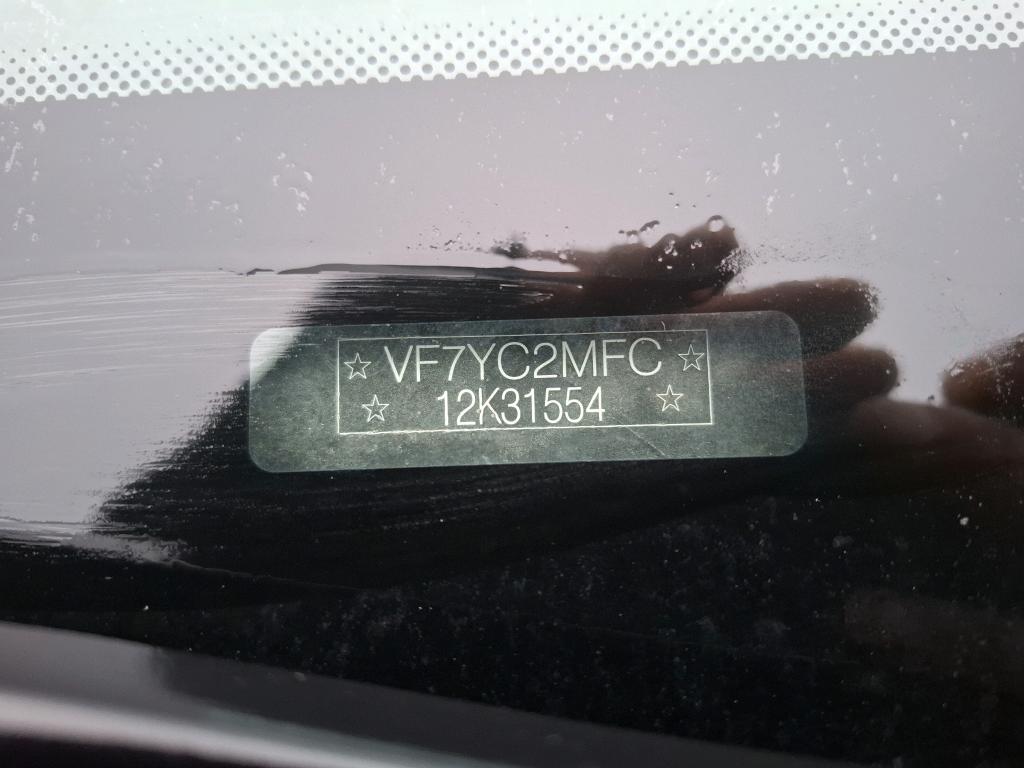 ☆ VF7YC2MFC ☆
☆ 12K31554 ☆